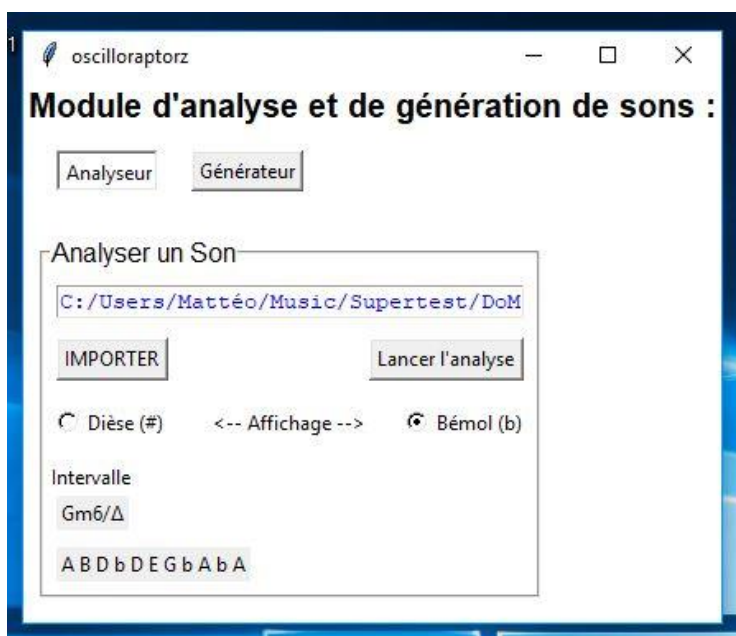 1
oscilloraptorz
Module d'analyse et de génération de sons :
Analyseur Générateur
Analyser un Son
C:/Users/Mattéo/Music/Supertest/DoM
IMPORTER Lancer l'analyse
Dièse (#) <-- Affichage --> Bémol (b)
Intervalle
Gm6/Δ
A B D b D E G b A b A